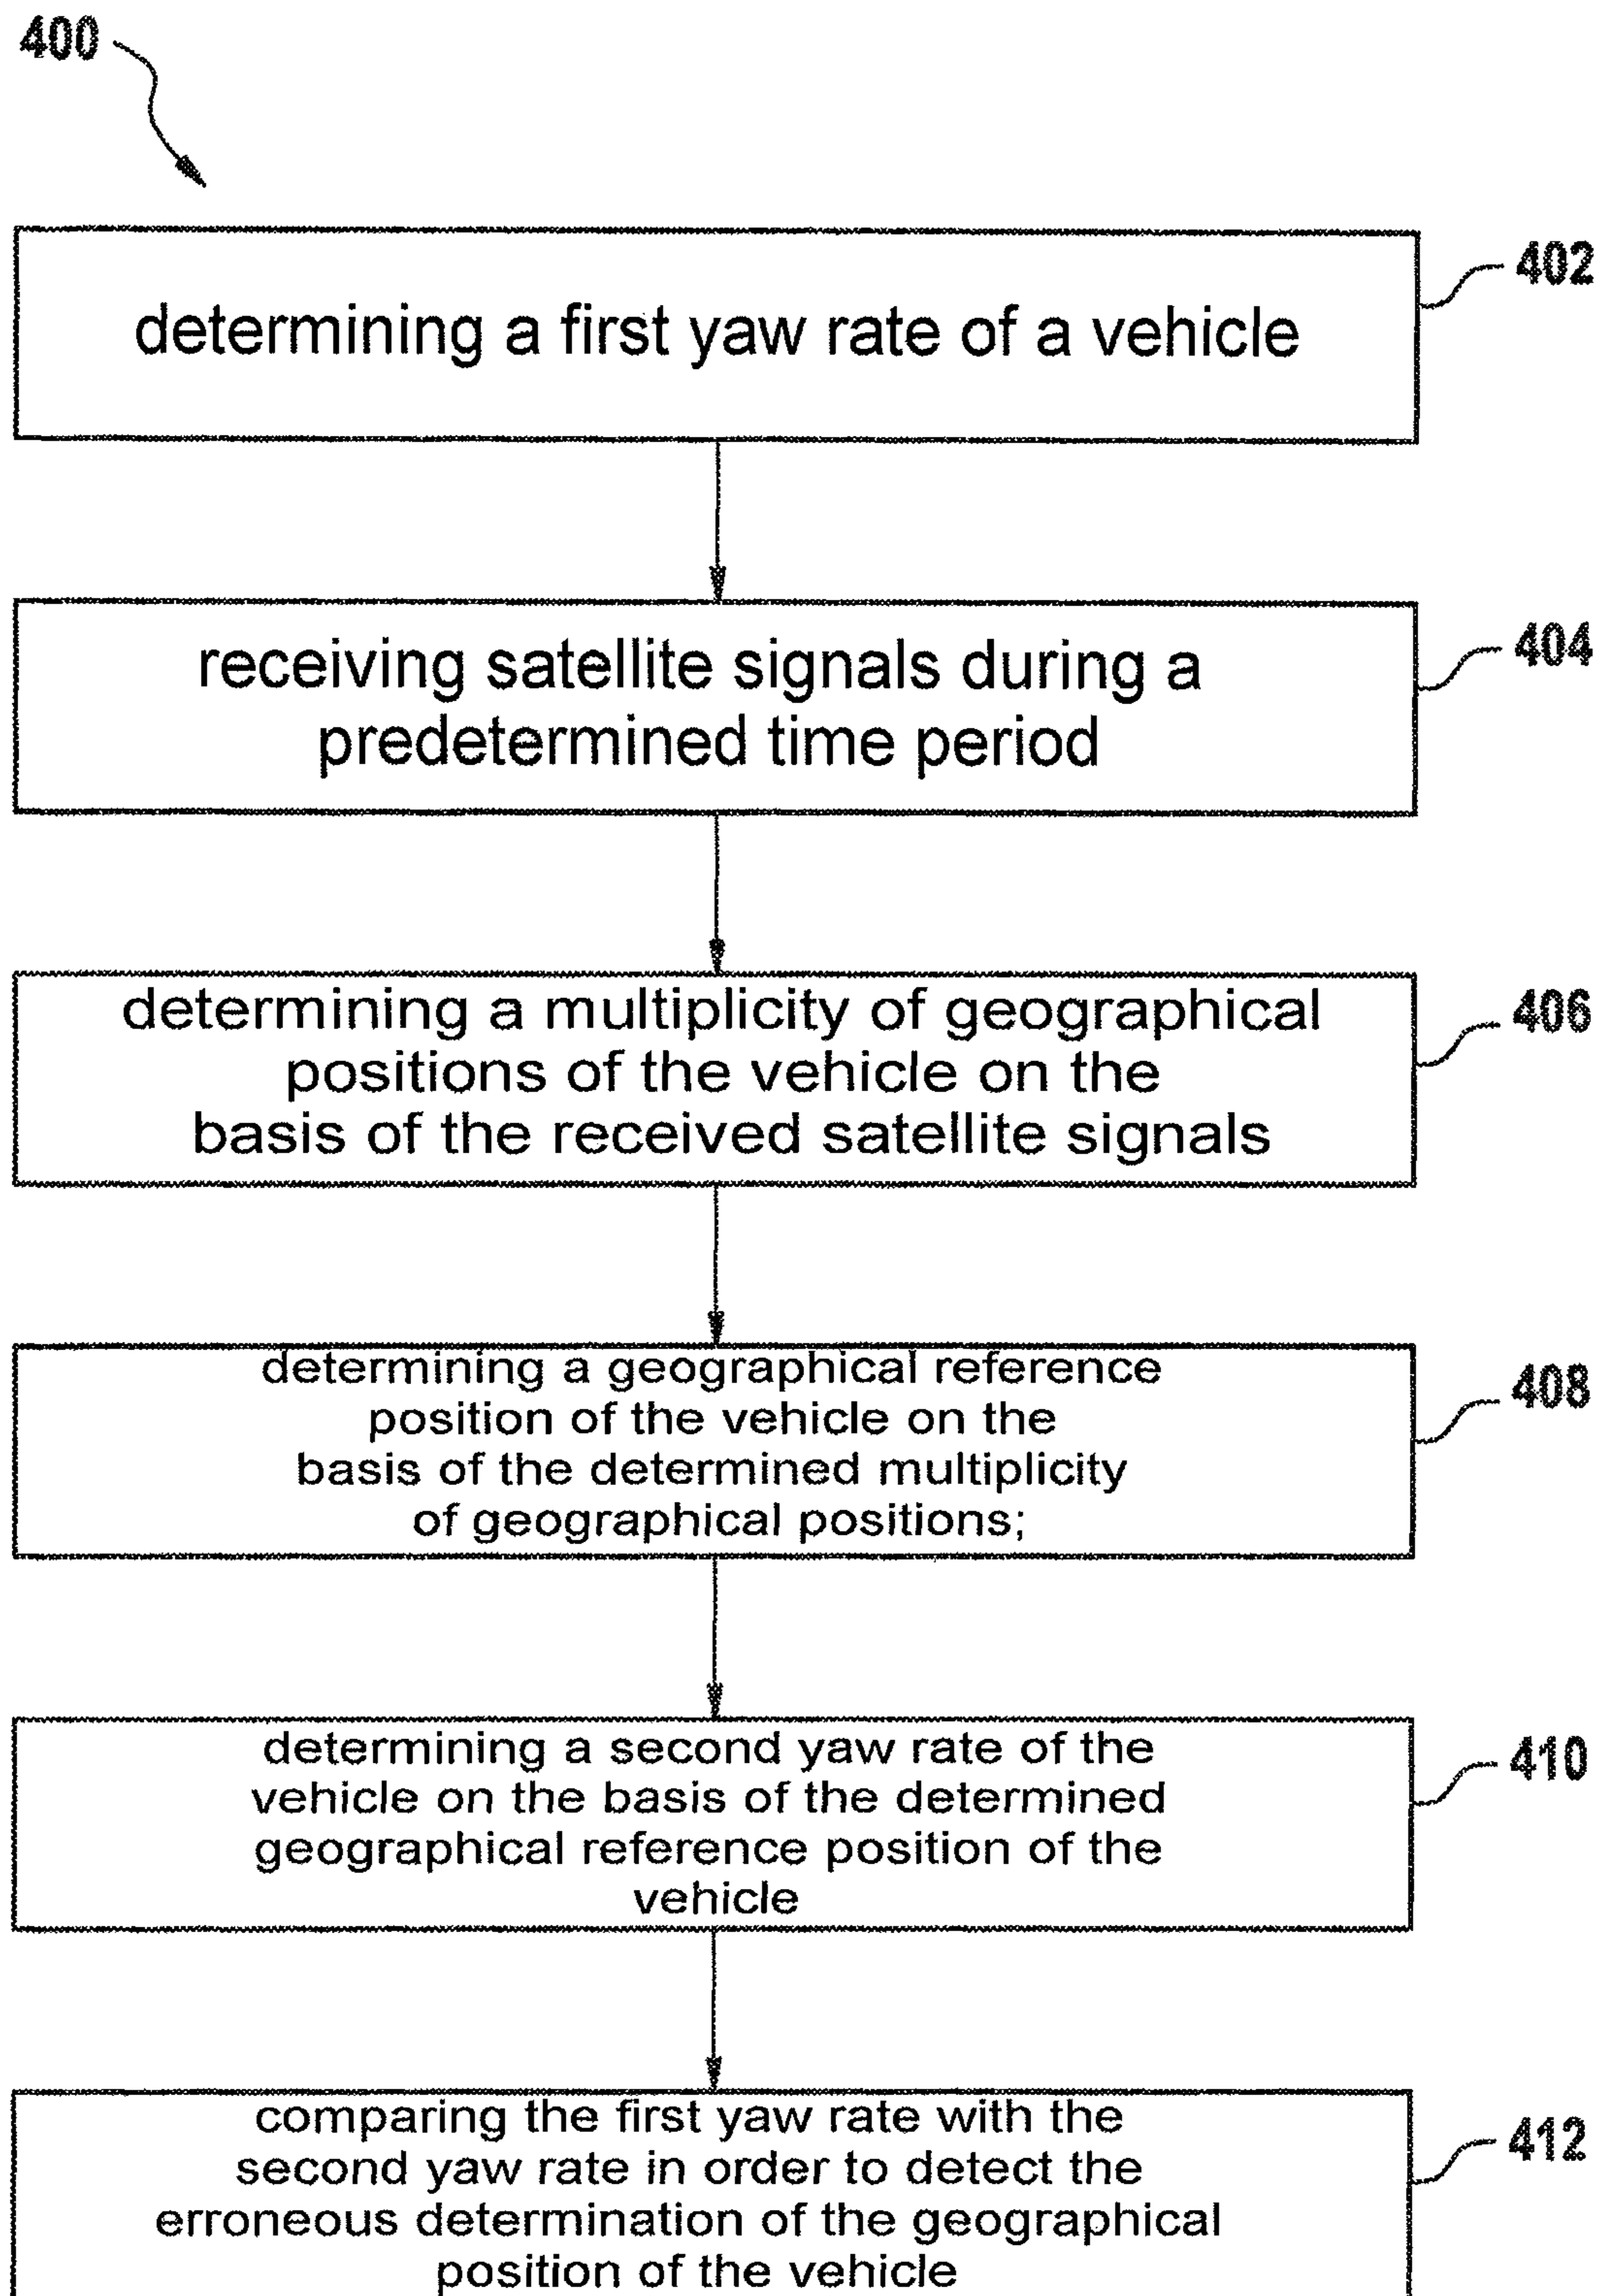 400
402
determining a first yaw rate of a vehicle
404
receiving satellite signals during a
predetermined time period
406
determining a multiplicity of geographical
positions of the vehicle on the
basis of the received satellite signals
408
determining a geographical reference
position of the vehicle on the
basis of the determined multiplicity
of geographical positions;
410
determining a second yaw rate of the
vehicle on the basis of the determined
geographical reference position of the
vehicle
412
comparing the first yaw rate with the
second yaw rate in order to detect the
erroneous determination of the geographical
position of the vehicle